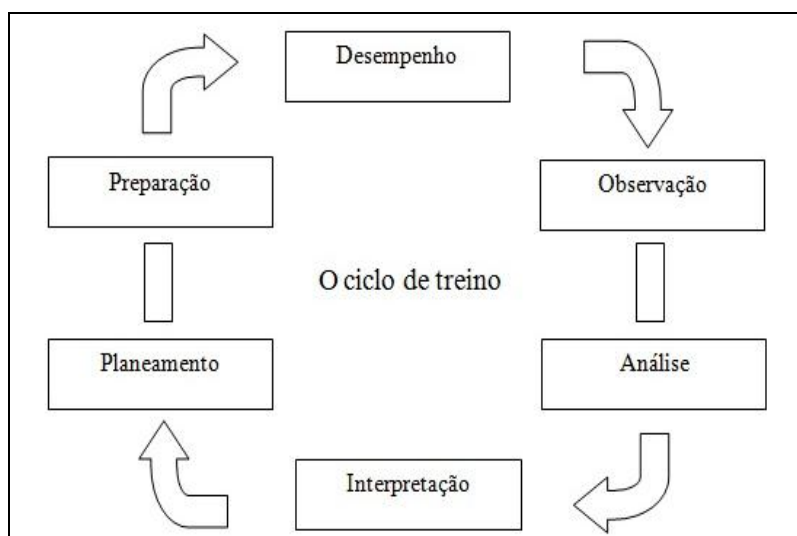 Desempenho
Preparação
Observação
O ciclo de treino
Planeamento
Análise
Interpretação